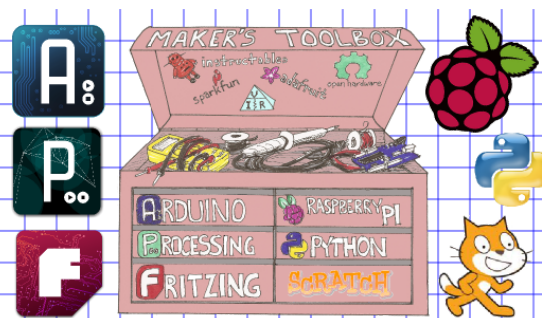 MAKER'S TOOLBOX
instructables
sparkfun
adafruit
open hardware
V
I R
A
P
F
ARDUINO
RASPBERRY PI
PROCESSING
PYTHON
FRITZING
SCRATCH